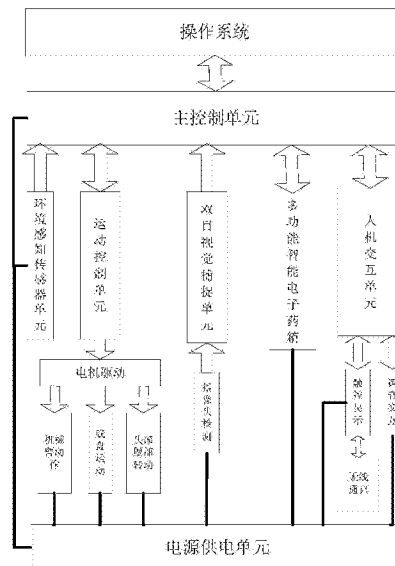 操作系统
主控制单元
环境感知传感器单元
运动控制单元
双目视觉捕捉单元
多功能智能电子药箱
人机交互单元
电机驱动
摄像头检测
触控显示
机械臂动作
底盘运动
头部转动
无线通讯
电源供电单元